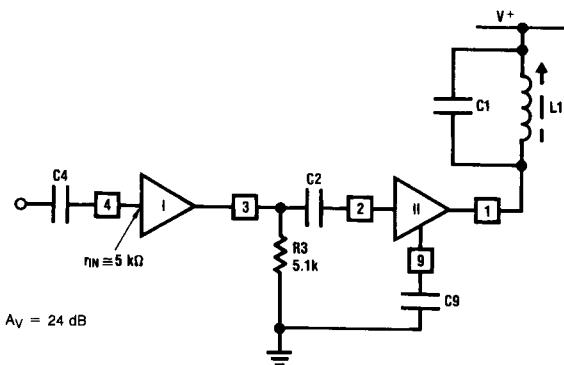 V+
C1
L1
C4
4
I
3
C2
2
II
1
R3
5.1k
9
C9
rIN ≅ 5 kΩ
AV = 24 dB